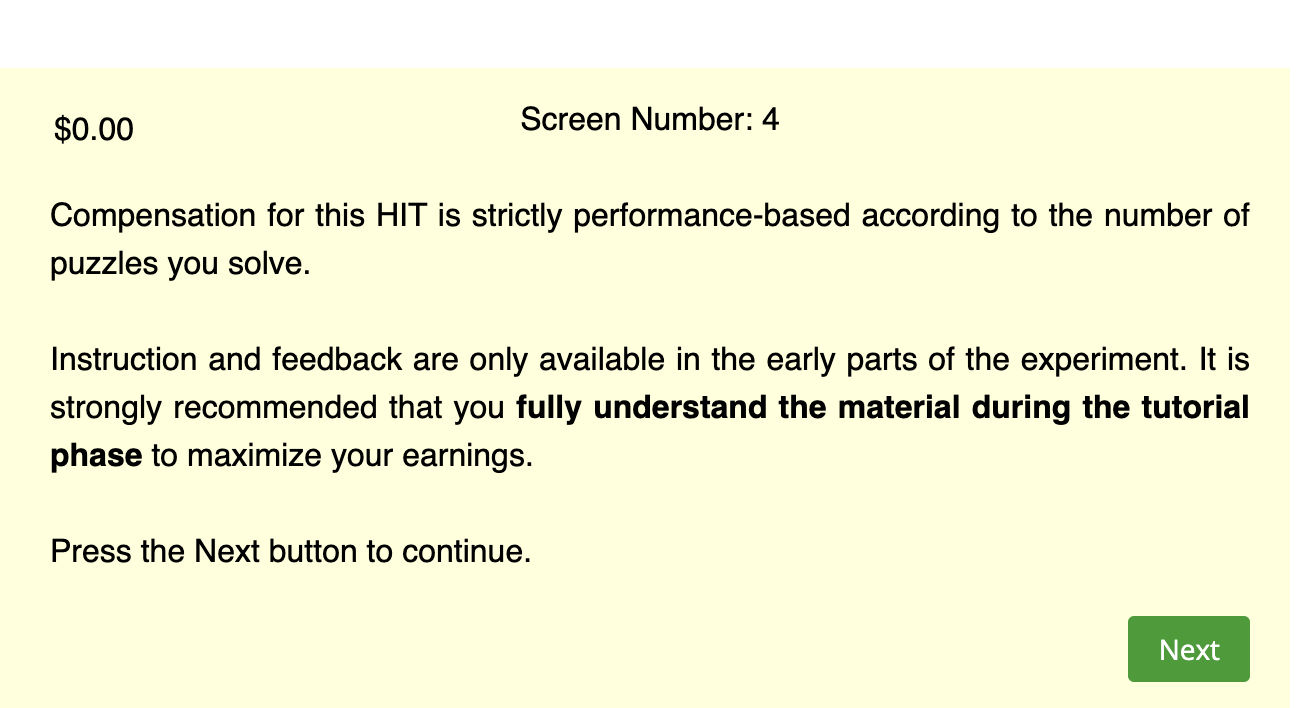 $0.00
Screen Number: 4
Compensation for this HIT is strictly performance-based according to the number of
puzzles you solve.
Instruction and feedback are only available in the early parts of the experiment. It is
strongly recommended that you fully understand the material during the tutorial
phase to maximize your earnings.
Press the Next button to continue.
Next